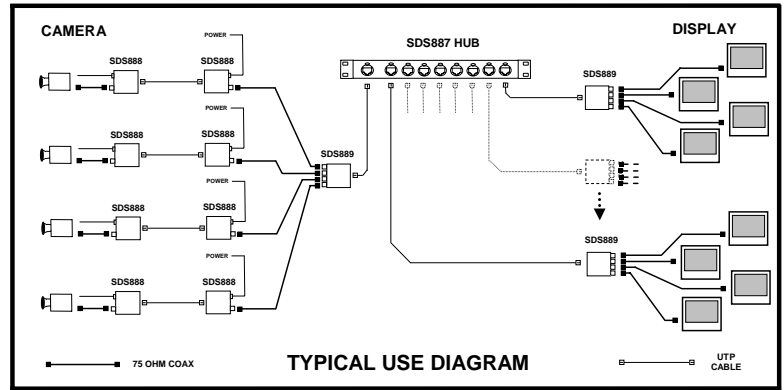 CAMERA
DISPLAY
SDS887 HUB
POWER
SDS888
SDS888
SDS889
POWER
SDS888
SDS888
SDS889
POWER
SDS888
SDS888
SDS889
POWER
SDS888
SDS888
75 OHM COAX
TYPICAL USE DIAGRAM
UTP
CABLE